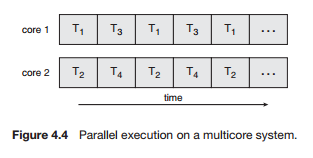 core 1 T₁ T₃ T₁ T₃ T₁ ...
core 2 T₂ T₄ T₂ T₄ T₂ ...
time
Figure 4.4 Parallel execution on a multicore system.